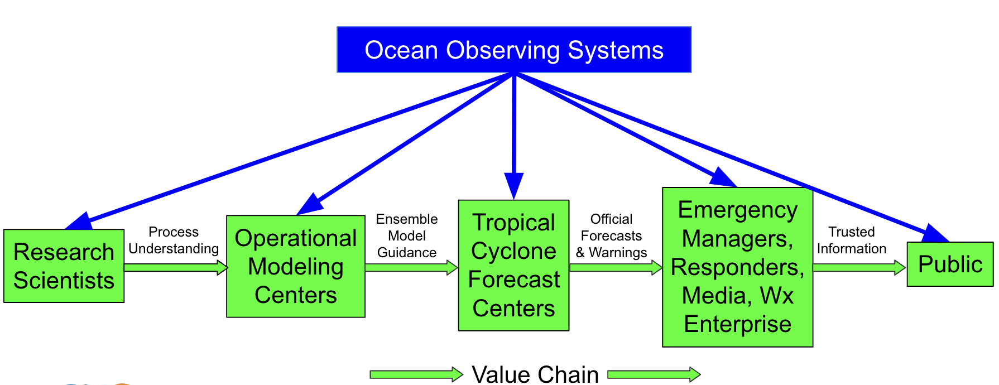 Ocean Observing Systems
Research
Scientists
Process
Understanding
Operational
Modeling
Centers
Ensemble
Model
Guidance
Tropical
Cyclone
Forecast
Centers
Official
Forecasts
& Warnings
Emergency
Managers,
Responders,
Media, Wx
Enterprise
Trusted
Information
Public
Value Chain